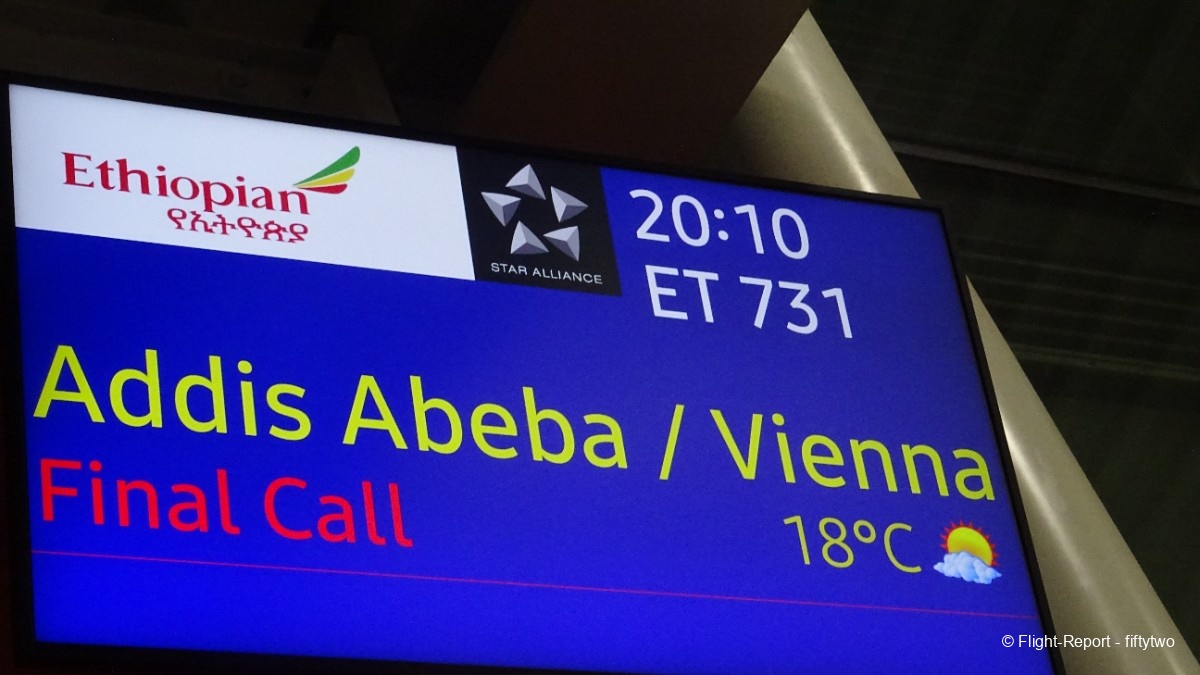 Ethiopian
የኢትዮጵያ
STAR ALLIANCE
20:10
ET 731
Addis Abeba / Vienna
Final Call
18°C
© Flight-Report - fiftytwo